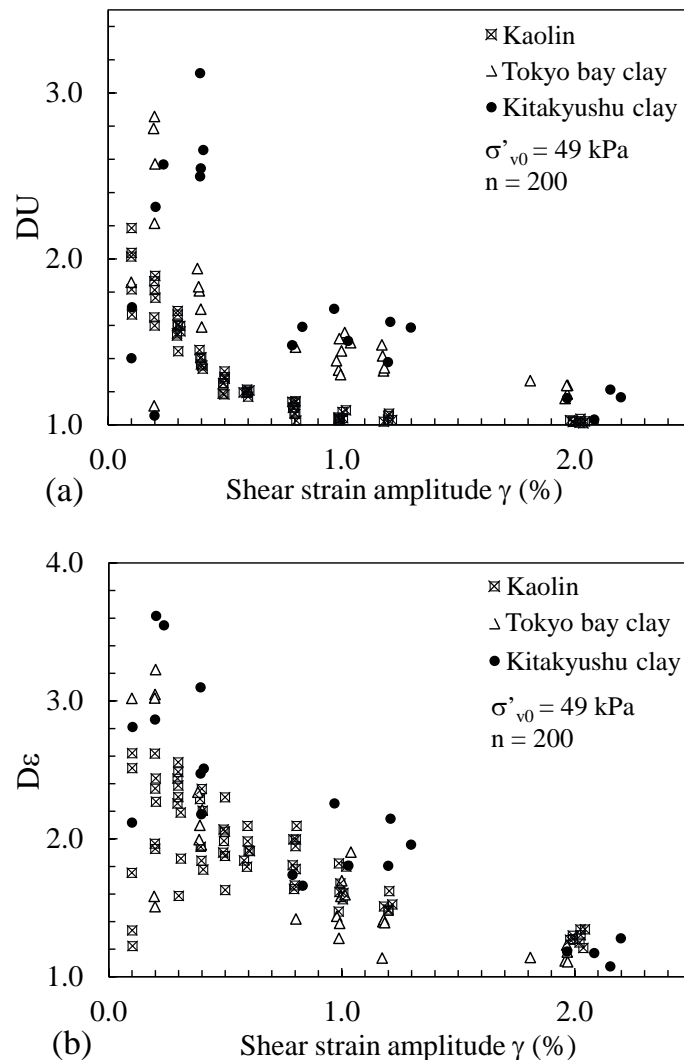 Kaolin
Tokyo bay clay
Kitakyushu clay
σ'v0 = 49 kPa
n = 200
3.0
2.0
1.0
DU
0.0 1.0 2.0
(a)
Shear strain amplitude γ (%)
4.0
Kaolin
Tokyo bay clay
Kitakyushu clay
σ'v0 = 49 kPa
n = 200
3.0
2.0
1.0
Dε
0.0 1.0 2.0
(b)
Shear strain amplitude γ (%)